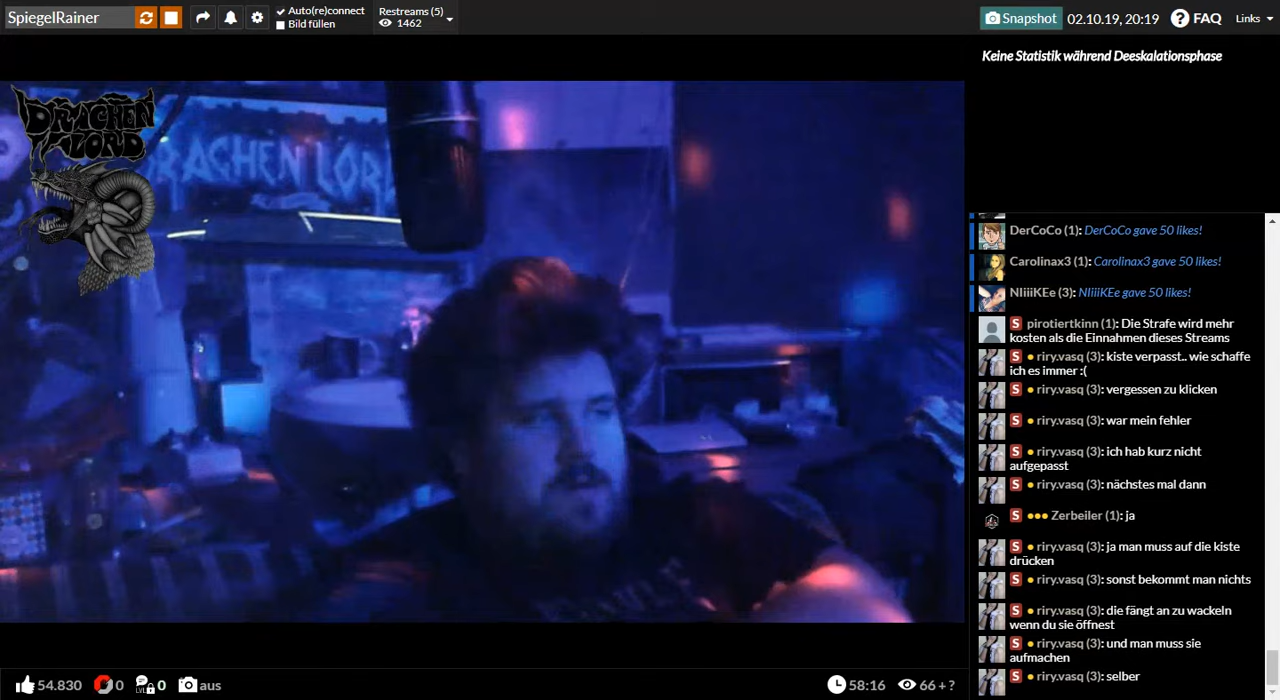 SpiegelRainer
Auto(re)connect
Bild füllen
Restreams (5)
1462
Snapshot
02.10.19, 20:19
FAQ
Links
Keine Statistik während Deeskalationsphase
DRACHEN
LORD
DRACHEN LORD
DerCoCo (1): DerCoCo gave 50 likes!
Carolinax3 (1): Carolinax3 gave 50 likes!
NIiiiKEe (3): NIiiiKEe gave 50 likes!
S pirotiertkinn (1): Die Strafe wird mehr
kosten als die Einnahmen dieses Streams
S riry.vasq (3): kiste verpasst.. wie schaffe
ich es immer :(
S riry.vasq (3): vergessen zu klicken
S riry.vasq (3): war mein fehler
S riry.vasq (3): ich hab kurz nicht
aufgepasst
S riry.vasq (3): nächstes mal dann
S Zerbeiler (1): ja
S riry.vasq (3): ja man muss auf die kiste
drücken
S riry.vasq (3): sonst bekommt man nichts
S riry.vasq (3): die fängt an zu wackeln
wenn du sie öffnest
S riry.vasq (3): und man muss sie
aufmachen
S riry.vasq (3): selber
54.830
0
LVL
0
aus
58:16
66 + ?